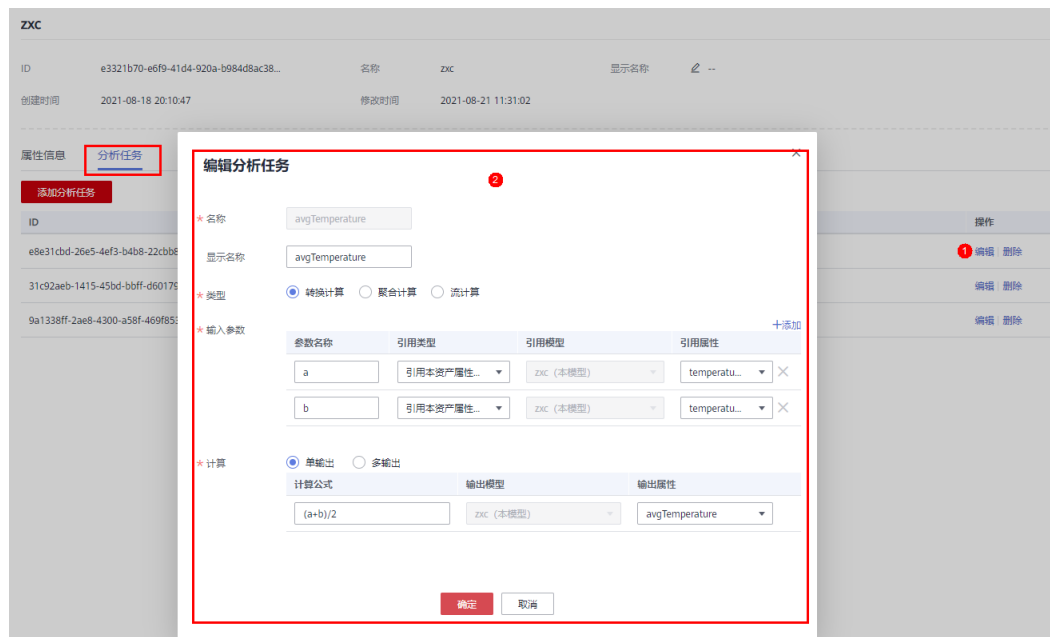 zxc
ID e3321b70-e6f9-41d4-920a-b984d8ac38... 名称 zxc 显示名称 --
创建时间 2021-08-18 20:10:47 修改时间 2021-08-21 11:31:02
属性信息 分析任务
添加分析任务
ID 操作
e8e31cbd-26e5-4ef3-b4b8-22cbb8 1 编辑 删除
31c92aeb-1415-45bd-bbff-d60179 编辑 删除
9a1338ff-2ae8-4300-a58f-469f853 编辑 删除
编辑分析任务
2
* 名称 avgTemperature
显示名称 avgTemperature
* 类型 转换计算 聚合计算 流计算
* 输入参数 +添加
参数名称 引用类型 引用模型 引用属性
a 引用本资产属性... zxc (本模型) temperatu...
b 引用本资产属性... zxc (本模型) temperatu...
* 计算 单输出 多输出
计算公式 输出模型 输出属性
(a+b)/2 zxc (本模型) avgTemperature
确定 取消